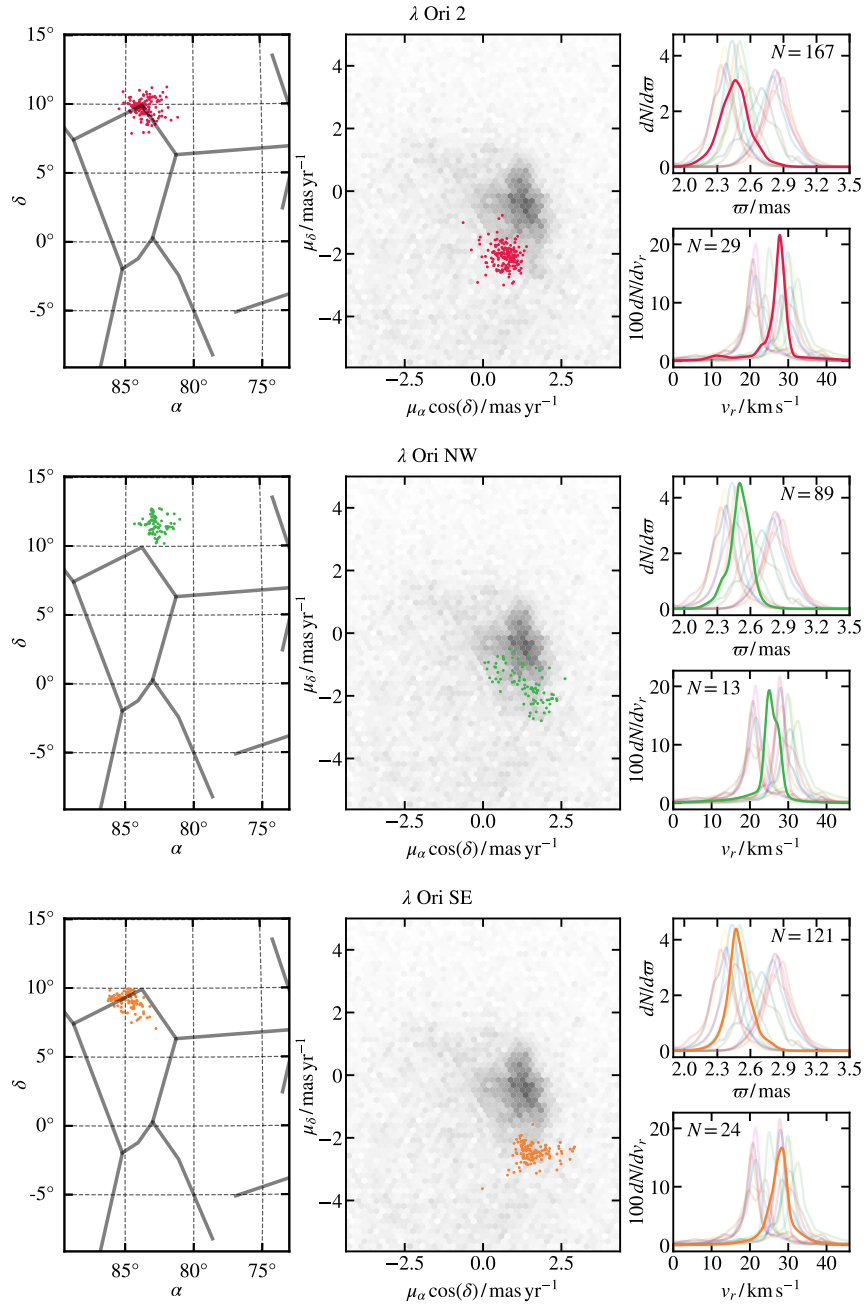 λ Ori 2
15°
10°
5°
0°
-5°
δ
85° 80° 75°
α
4
2
0
−2
−4
μδ / mas yr⁻¹
−2.5 0.0 2.5
μα cos(δ) / mas yr⁻¹
N = 167
4
2
0
dN/dϖ
2.0 2.3 2.6 2.9 3.2 3.5
ϖ / mas
N = 29
20
10
0
100 dN/dvᵣ
0 10 20 30 40
vᵣ / km s⁻¹
λ Ori NW
15°
10°
5°
0°
-5°
δ
85° 80° 75°
α
4
2
0
−2
−4
μδ / mas yr⁻¹
−2.5 0.0 2.5
μα cos(δ) / mas yr⁻¹
N = 89
4
2
0
dN/dϖ
2.0 2.3 2.6 2.9 3.2 3.5
ϖ / mas
N = 13
20
10
0
100 dN/dvᵣ
0 10 20 30 40
vᵣ / km s⁻¹
λ Ori SE
15°
10°
5°
0°
-5°
δ
85° 80° 75°
α
4
2
0
−2
−4
μδ / mas yr⁻¹
−2.5 0.0 2.5
μα cos(δ) / mas yr⁻¹
N = 121
4
2
0
dN/dϖ
2.0 2.3 2.6 2.9 3.2 3.5
ϖ / mas
N = 24
20
10
0
100 dN/dvᵣ
0 10 20 30 40
vᵣ / km s⁻¹